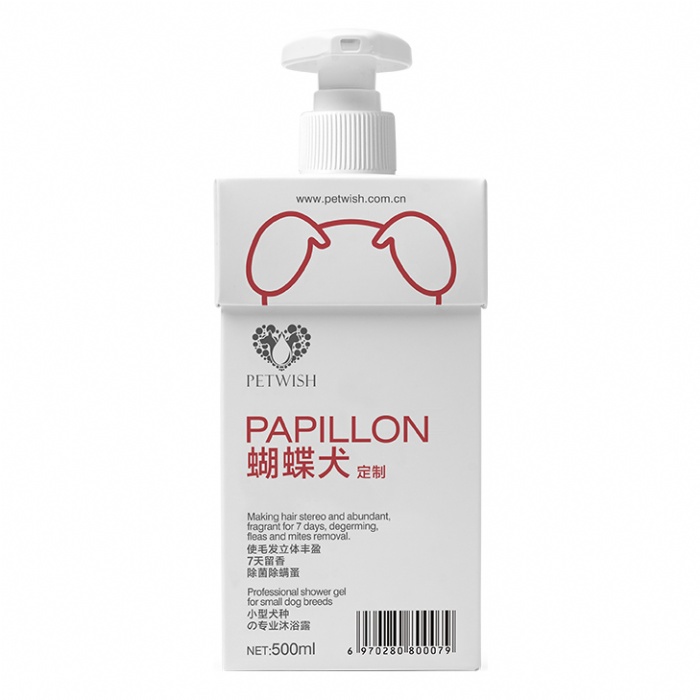 www.petwish.com.cn
PETWISH
PAPILLON
蝴蝶犬 定制
Making hair stereo and abundant,
fragrant for 7 days, degerming,
fleas and mites removal.
使毛发立体丰盈
7天留香
除菌除螨蚤
Professional shower gel
for small dog breeds
小型犬种
の专业沐浴露
NET:500ml
6 970280 800079